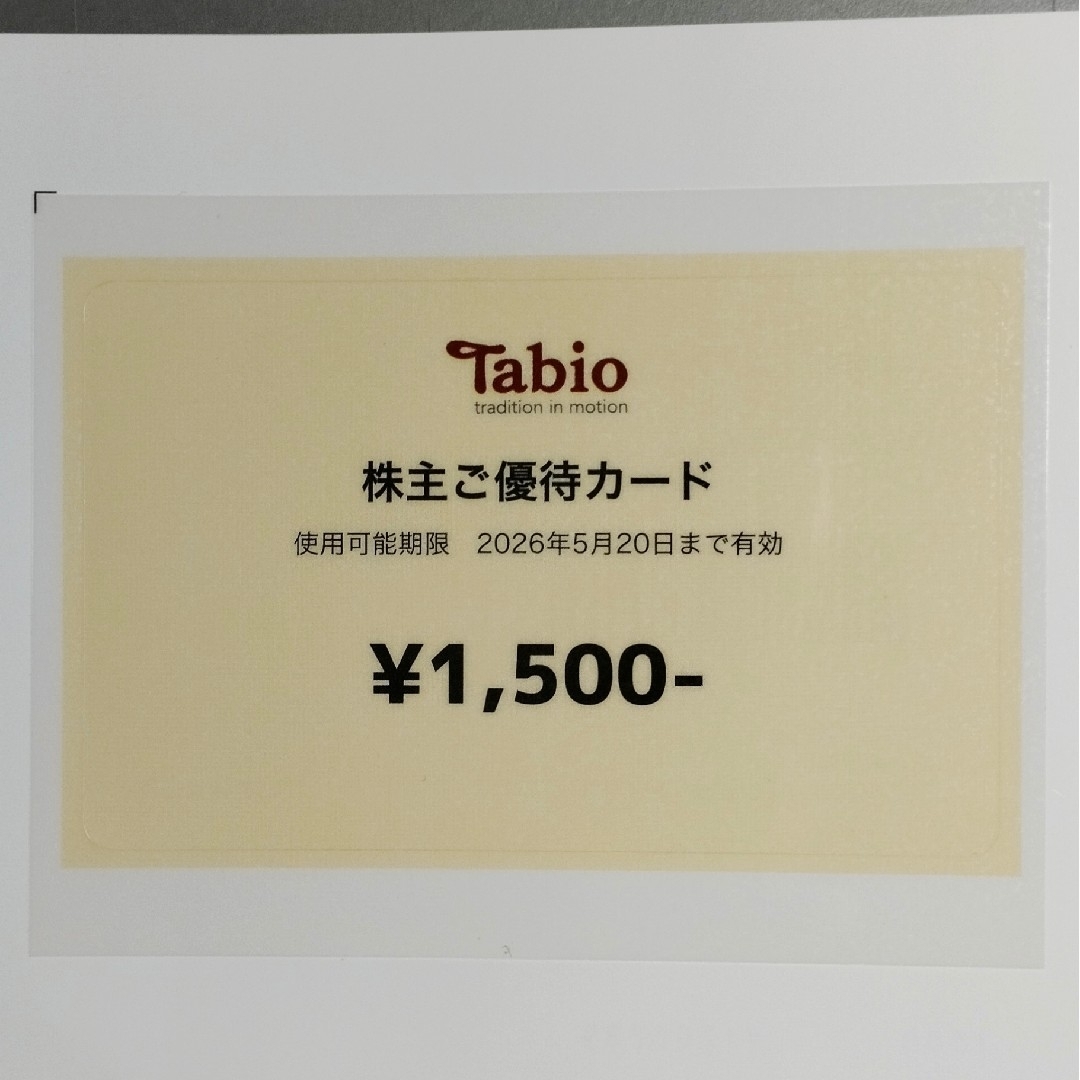 Tabio
tradition in motion
株主ご優待カード
使用可能期限　2026年5月20日まで有効
¥1,500-